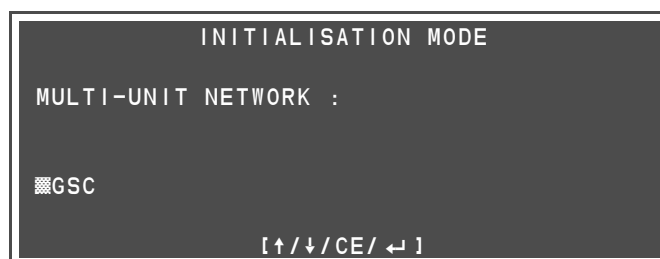 INITIALISATION MODE
MULTI-UNIT NETWORK :
▒GSC
[↑/↓/CE/↵]